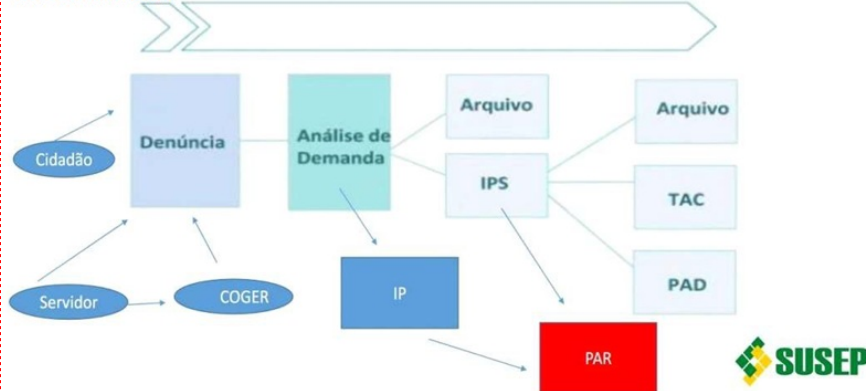 Denúncia
Análise de
Demanda
Arquivo
IPS
Arquivo
TAC
PAD
Cidadão
Servidor
COGER
IP
PAR
SUSEP